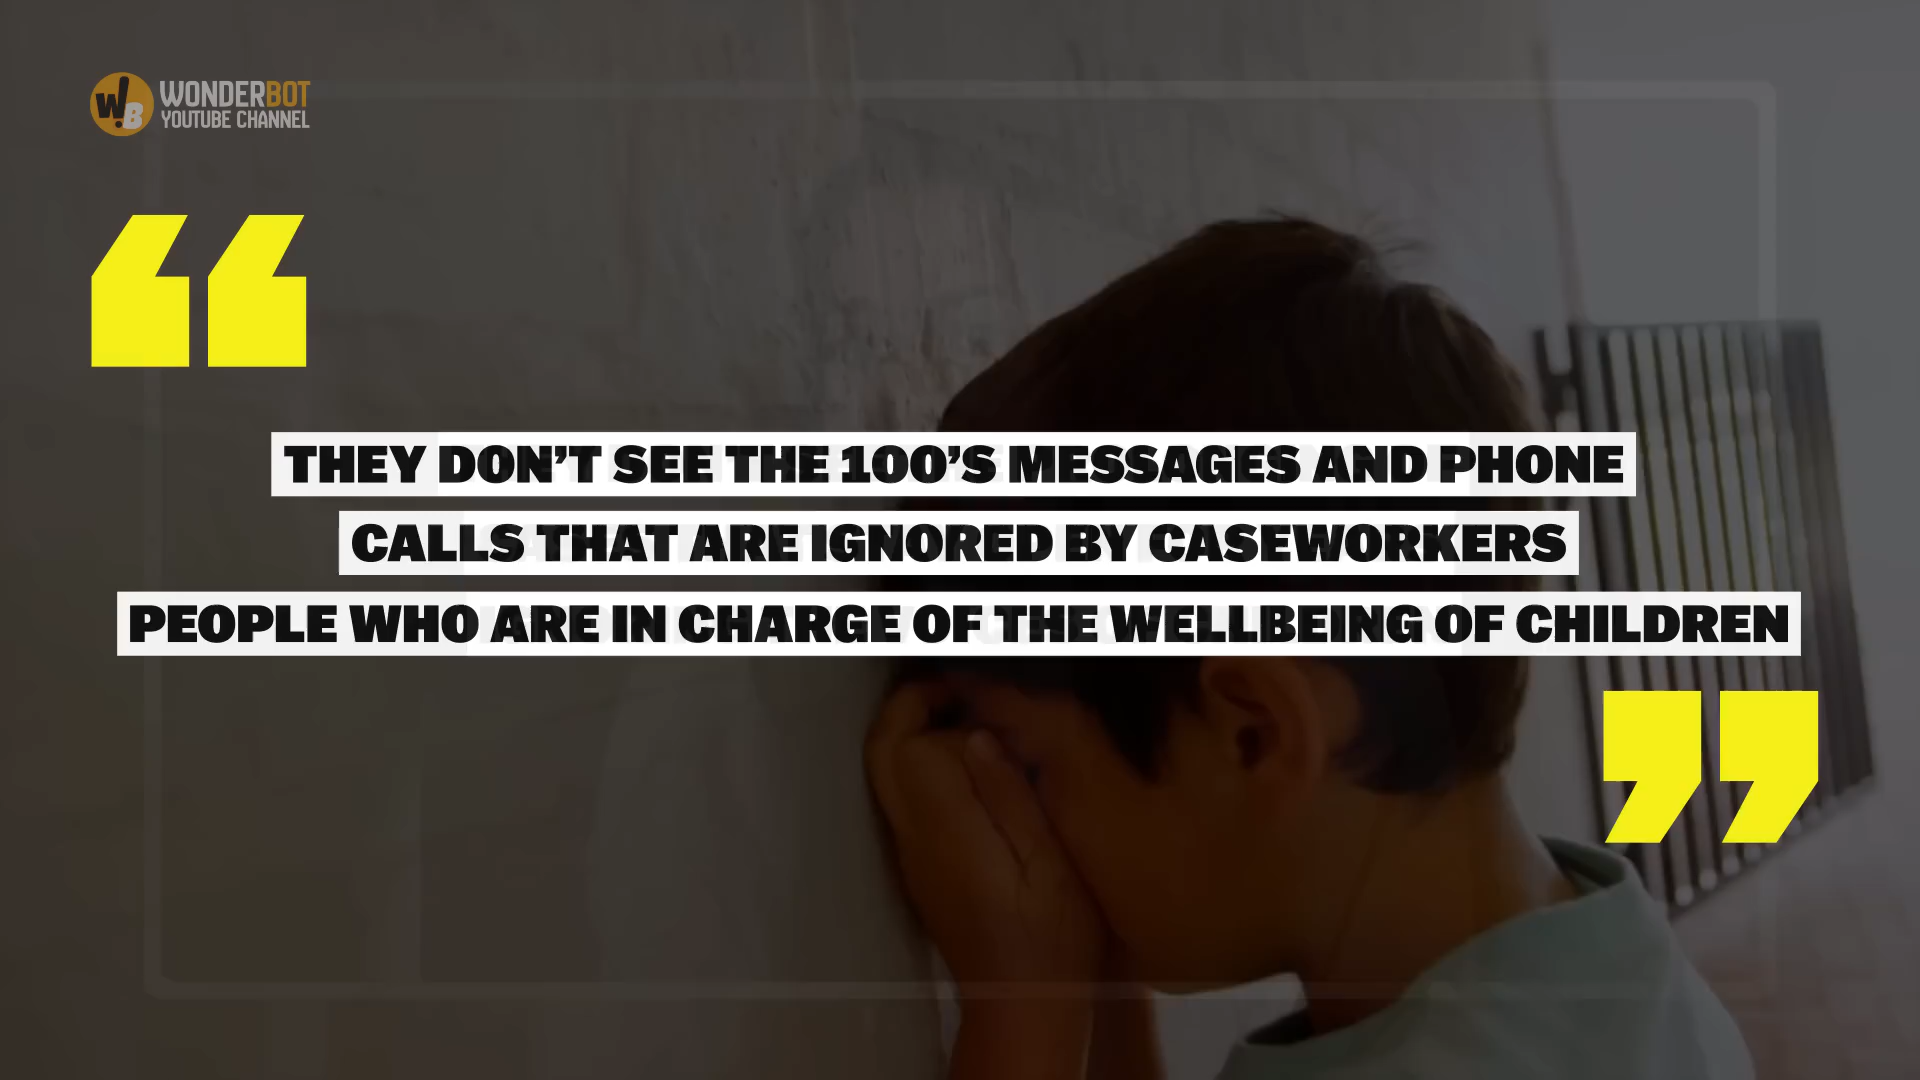 W!B WONDERBOT
YOUTUBE CHANNEL
“
THEY DON’T SEE THE 100’S MESSAGES AND PHONE
CALLS THAT ARE IGNORED BY CASEWORKERS
PEOPLE WHO ARE IN CHARGE OF THE WELLBEING OF CHILDREN
”